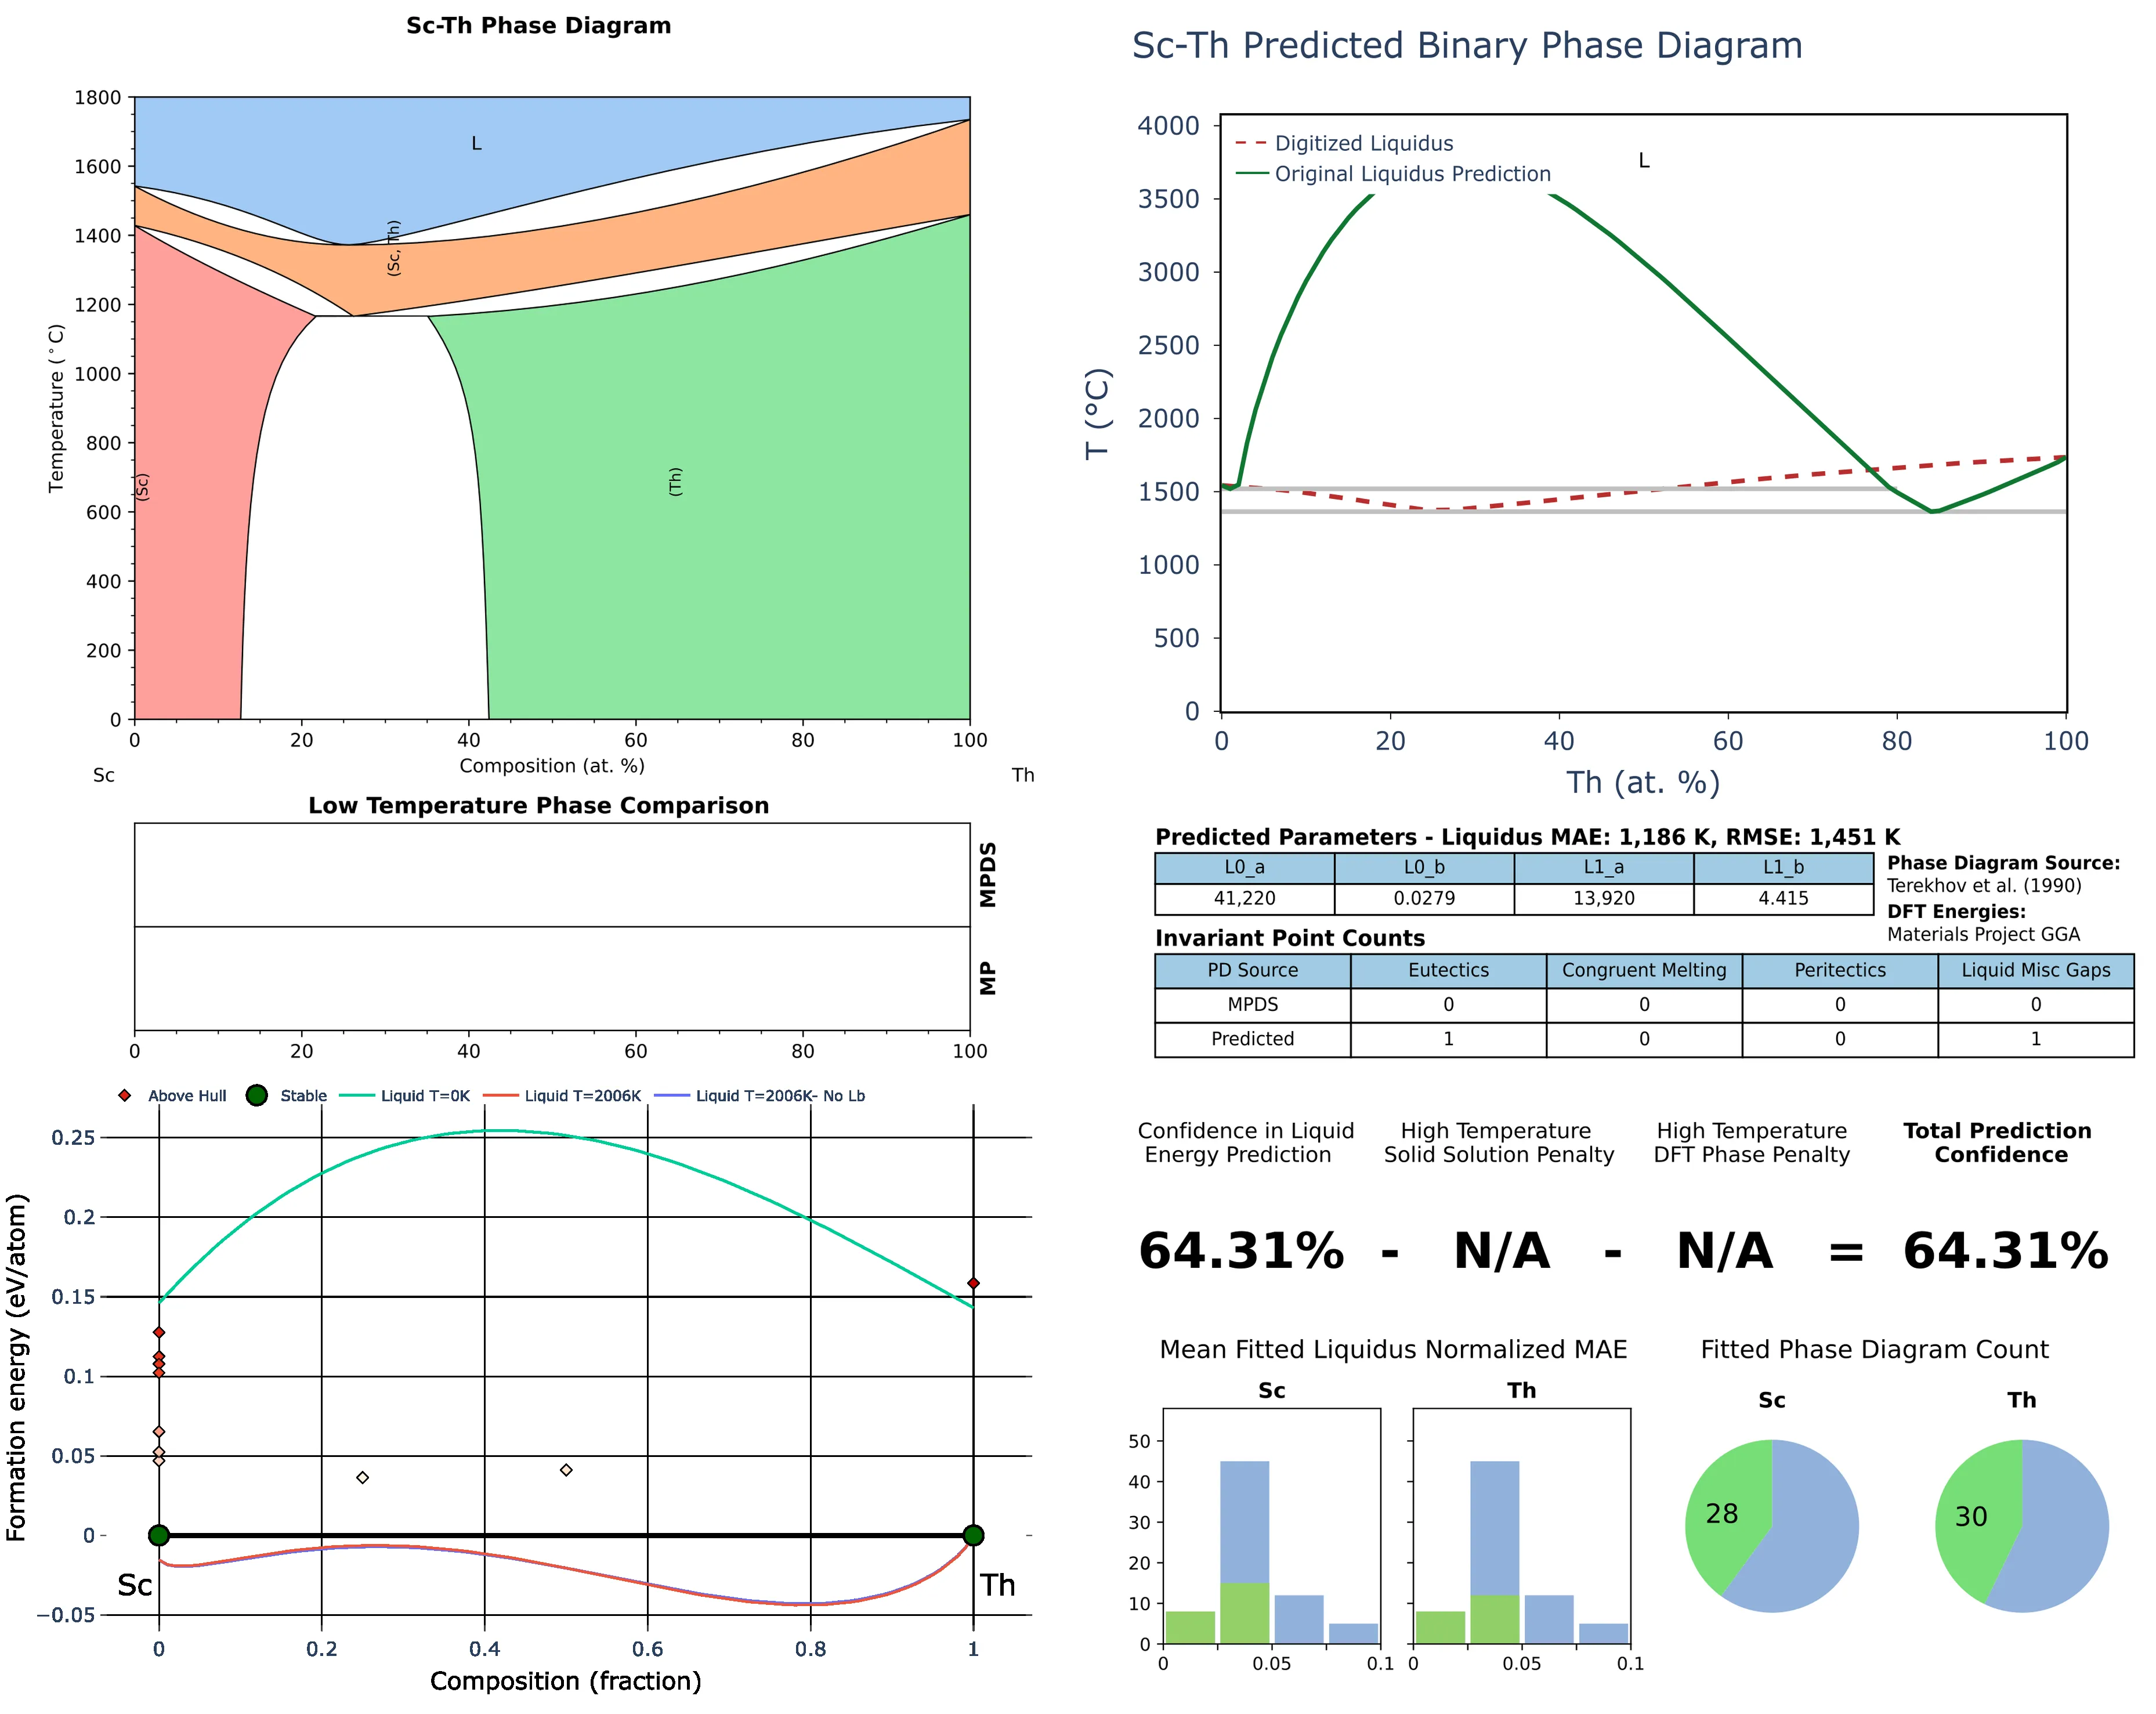 Sc-Th Phase Diagram
1800
1600
1400
1200
1000
800
600
400
200
0
Temperature (°C)
L
(Sc, Th)
(Sc)
(Th)
0 20 40 60 80 100
Composition (at. %)
Sc Th
Low Temperature Phase Comparison
MPDS
MP
0 20 40 60 80 100
Above Hull Stable Liquid T=0K Liquid T=2006K Liquid T=2006K- No Lb
0.25
0.2
0.15
0.1
0.05
0
−0.05
Formation energy (eV/atom)
Sc Th
0 0.2 0.4 0.6 0.8 1
Composition (fraction)
Sc-Th Predicted Binary Phase Diagram
4000
3500
3000
2500
2000
1500
1000
500
0
T (°C)
Digitized Liquidus
Original Liquidus Prediction
L
0 20 40 60 80 100
Th (at. %)
Predicted Parameters - Liquidus MAE: 1,186 K, RMSE: 1,451 K
L0_a L0_b L1_a L1_b
41,220 0.0279 13,920 4.415
Phase Diagram Source:
Terekhov et al. (1990)
DFT Energies:
Materials Project GGA
Invariant Point Counts
PD Source Eutectics Congruent Melting Peritectics Liquid Misc Gaps
MPDS 0 0 0 0
Predicted 1 0 0 1
Confidence in Liquid
Energy Prediction
High Temperature
Solid Solution Penalty
High Temperature
DFT Phase Penalty
Total Prediction
Confidence
64.31% - N/A - N/A = 64.31%
Mean Fitted Liquidus Normalized MAE
Sc Th
50
40
30
20
10
0
0 0.05 0.1 0 0.05 0.1
Fitted Phase Diagram Count
Sc Th
28 30